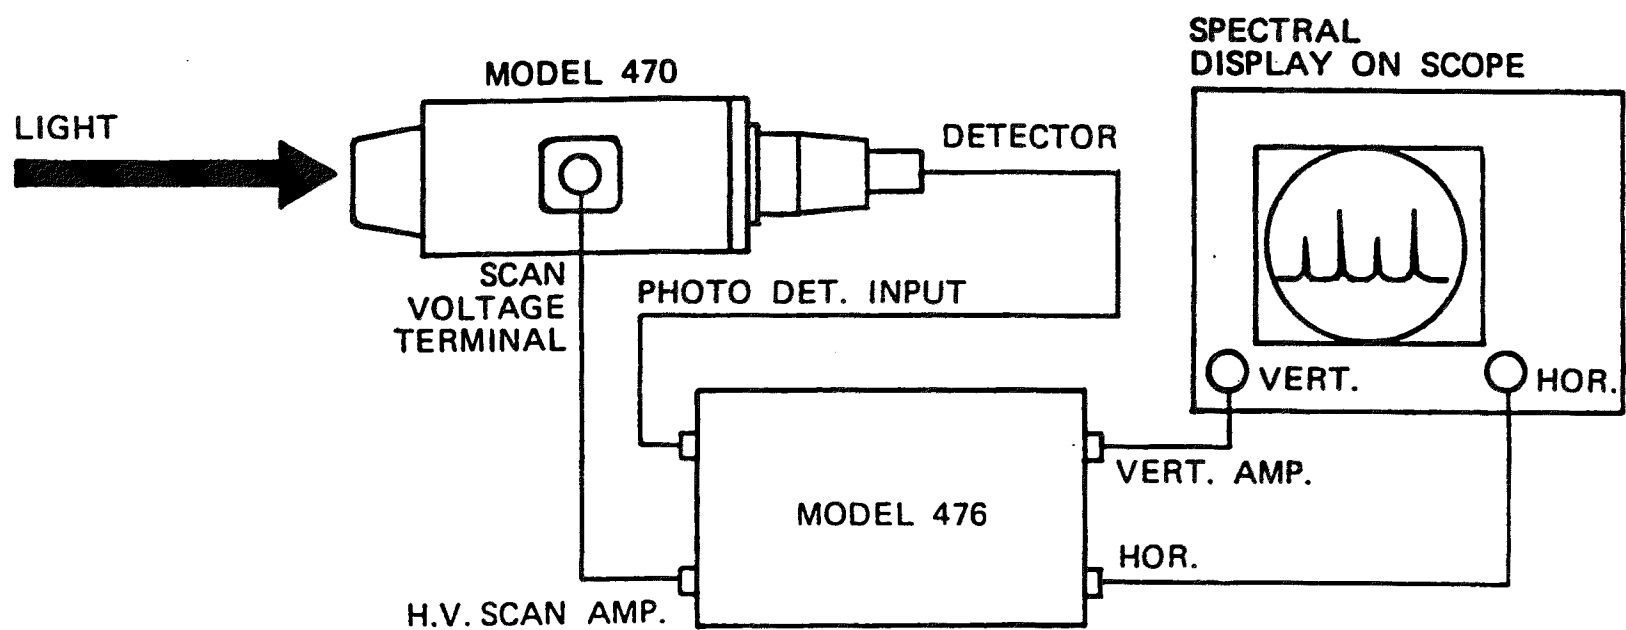 SPECTRAL
DISPLAY ON SCOPE
MODEL 470
LIGHT
DETECTOR
SCAN
VOLTAGE
TERMINAL
PHOTO DET. INPUT
VERT.
HOR.
VERT. AMP.
MODEL 476
HOR.
H.V. SCAN AMP.